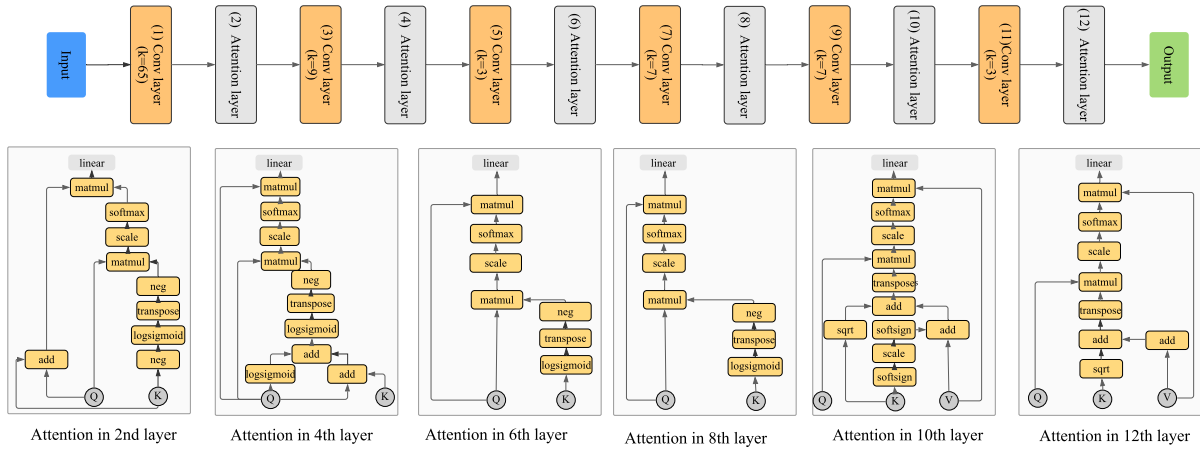 Input
(1) Conv layer
(k=65)
(2) Attention layer
(3) Conv layer
(k=9)
(4) Attention layer
(5) Conv layer
(k=3)
(6) Attention layer
(7) Conv layer
(k=7)
(8) Attention layer
(9) Conv layer
(k=7)
(10) Attention layer
(11)Conv layer
(k=3)
(12) Attention layer
Output
linear
matmul
softmax
scale
matmul
neg
transpose
logsigmoid
add
neg
Q
K
Attention in 2nd layer
linear
matmul
softmax
scale
matmul
neg
transpose
logsigmoid
add
logsigmoid
add
Q
K
Attention in 4th layer
linear
matmul
softmax
scale
matmul
neg
transpose
logsigmoid
Q
K
Attention in 6th layer
linear
matmul
softmax
scale
matmul
neg
transpose
logsigmoid
Q
K
Attention in 8th layer
linear
matmul
softmax
scale
matmul
transposes
add
sqrt
softsign
add
scale
softsign
Q
K
V
Attention in 10th layer
linear
matmul
softmax
scale
matmul
transpose
add
add
sqrt
Q
K
V
Attention in 12th layer